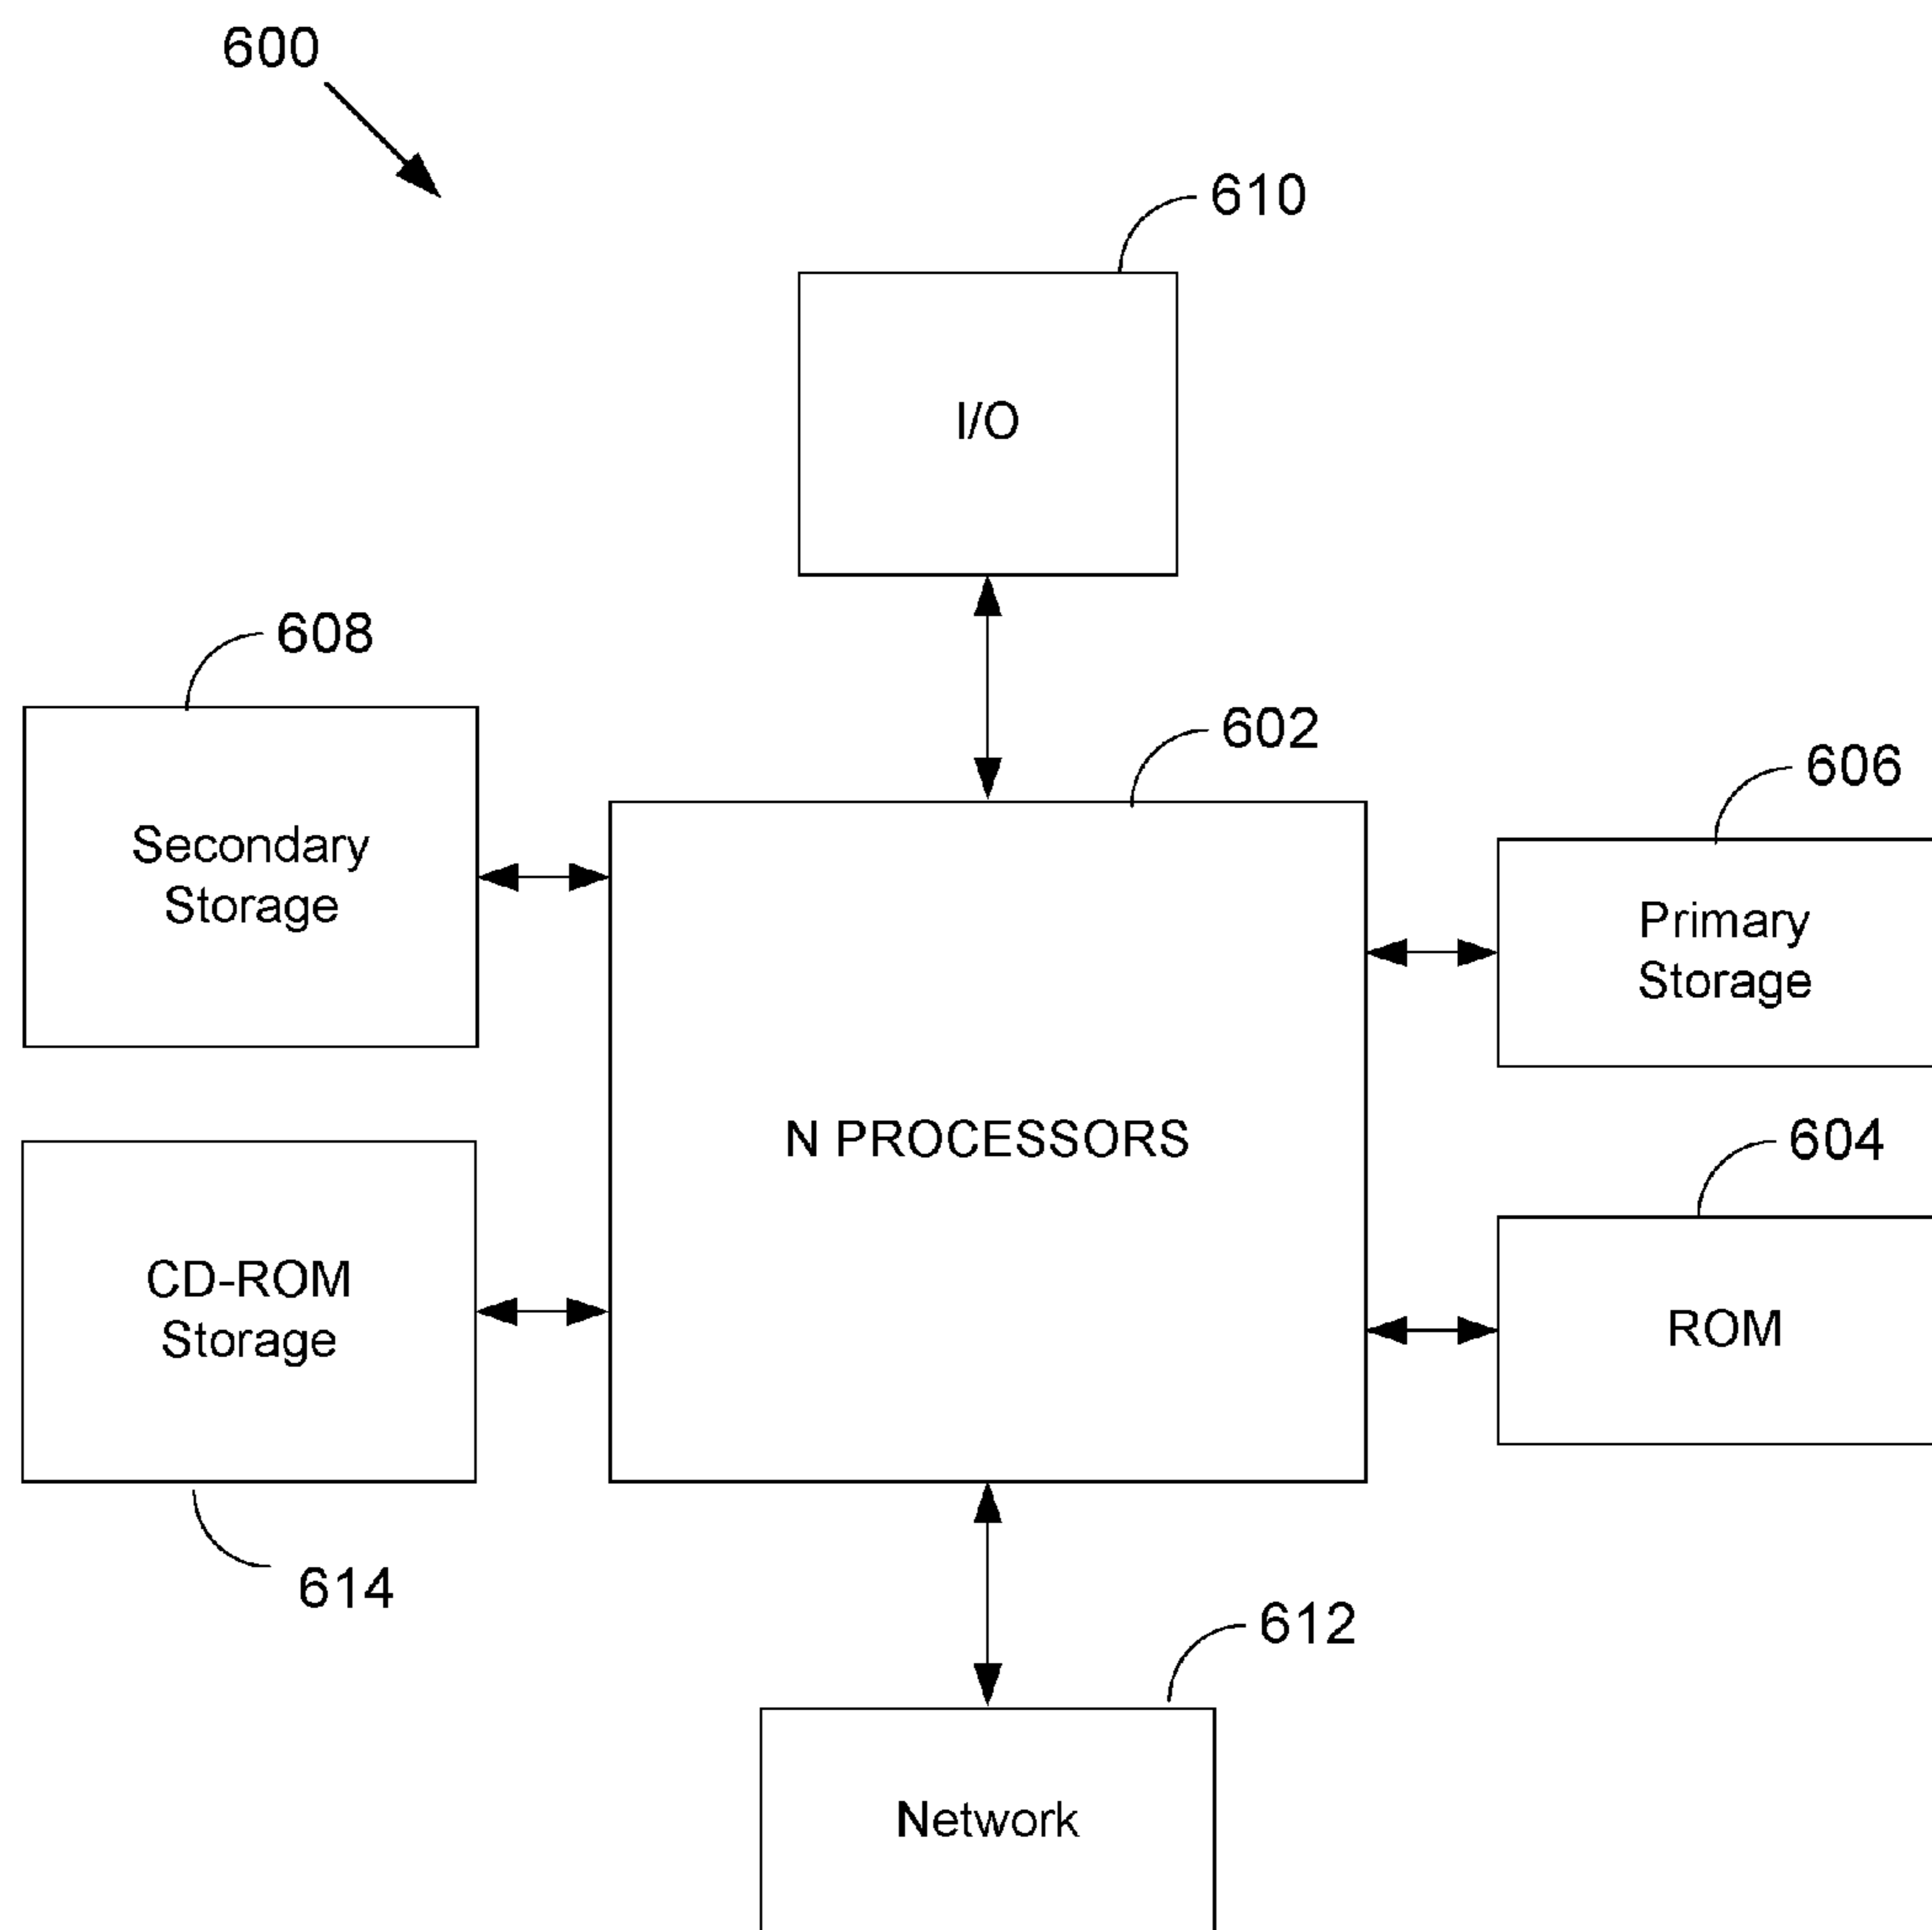 600
610
I/O
608
602
606
Secondary
Storage
Primary
Storage
N PROCESSORS
604
CD-ROM
Storage
ROM
614
612
Network